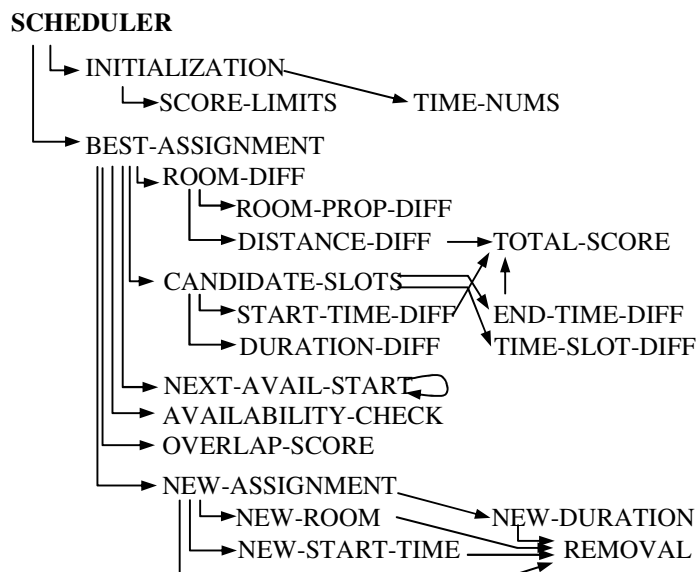 SCHEDULER
INITIALIZATION
SCORE-LIMITS TIME-NUMS
BEST-ASSIGNMENT
ROOM-DIFF
ROOM-PROP-DIFF
DISTANCE-DIFF TOTAL-SCORE
CANDIDATE-SLOTS
START-TIME-DIFF END-TIME-DIFF
DURATION-DIFF TIME-SLOT-DIFF
NEXT-AVAIL-START
AVAILABILITY-CHECK
OVERLAP-SCORE
NEW-ASSIGNMENT
NEW-ROOM NEW-DURATION
NEW-START-TIME REMOVAL